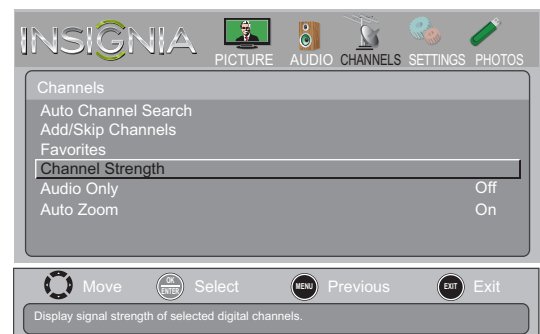 INSIGNIA
PICTURE AUDIO CHANNELS SETTINGS PHOTOS
Channels
Auto Channel Search
Add/Skip Channels
Favorites
Channel Strength
Audio Only Off
Auto Zoom On
Move OK ENTER Select MENU Previous EXIT Exit
Display signal strength of selected digital channels.